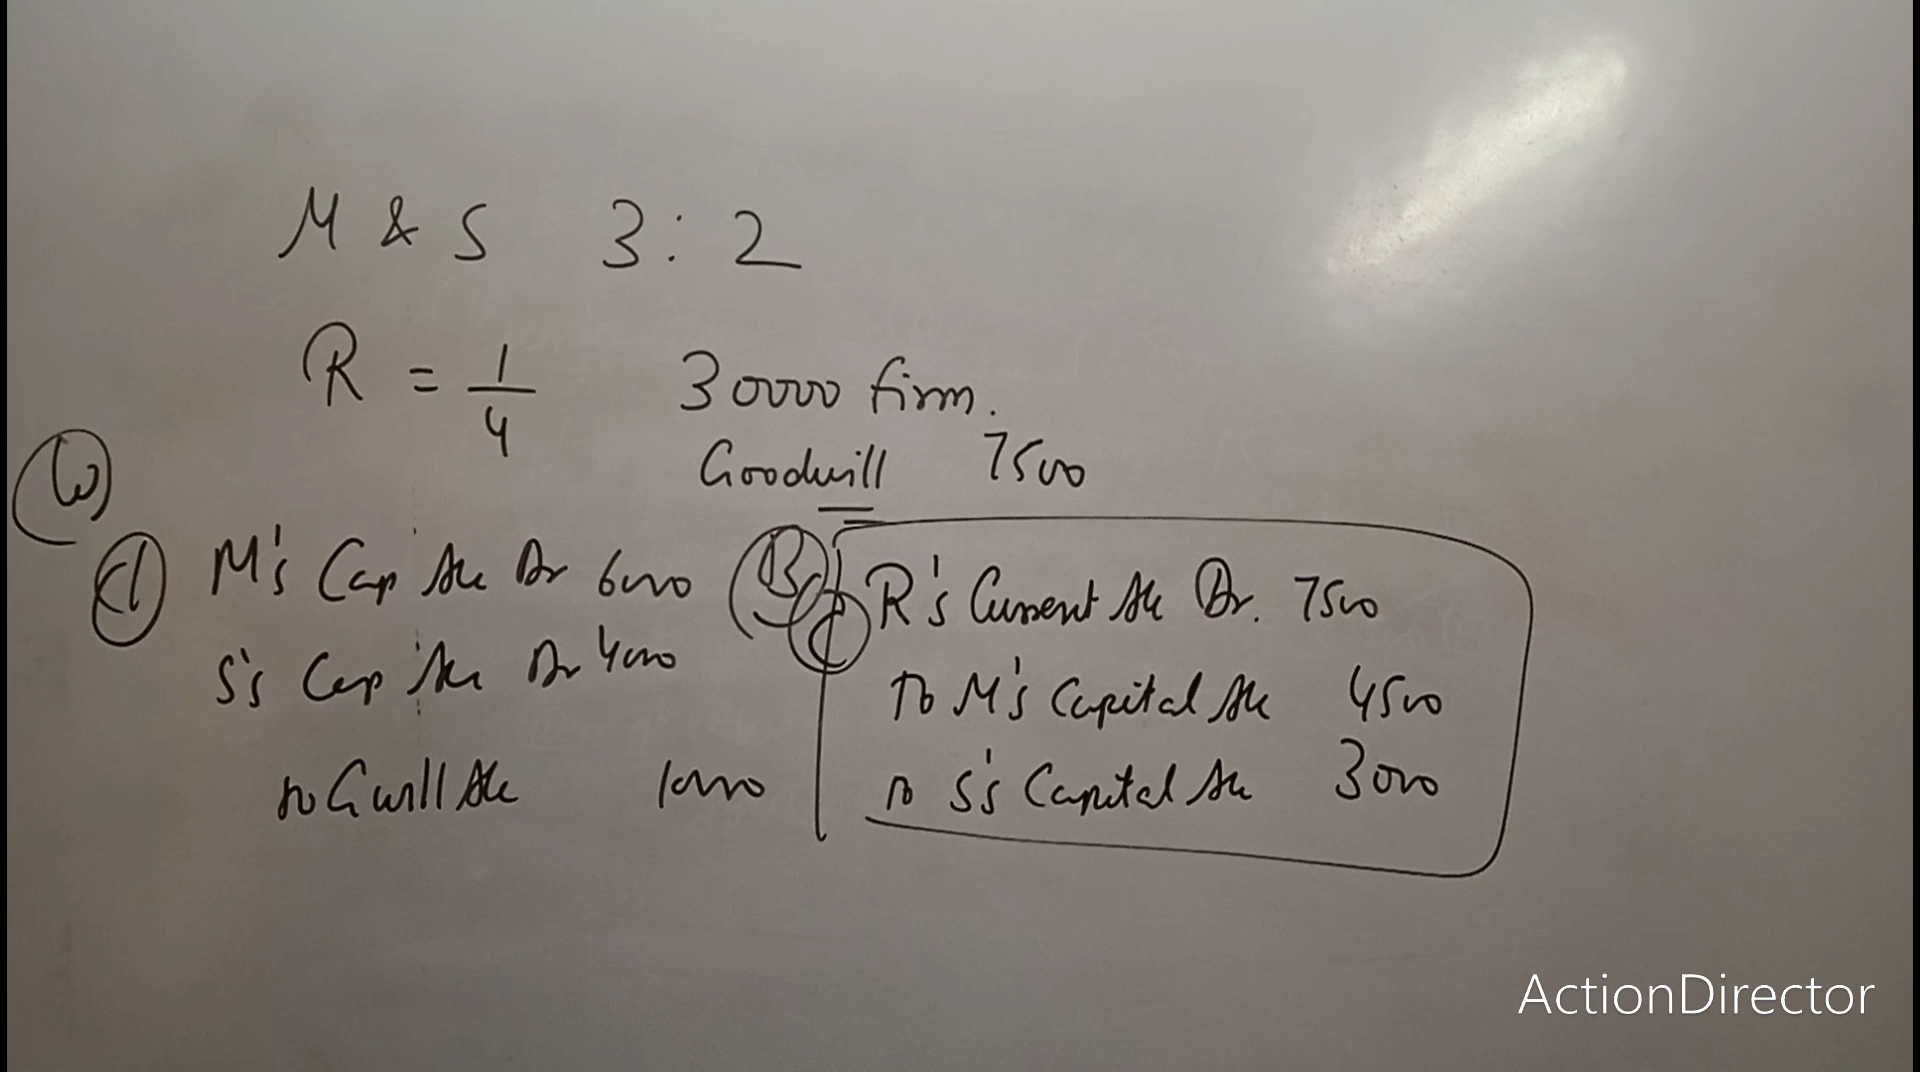 M & S 3:2
R = 1/4 30000 firm.
Goodwill 7500
M's Cap A/c Dr 6000
S's Cap A/c Dr 4000
to G will A/c 10000
B
C
R's Current A/c Dr. 7500
To M's Capital A/c 4500
to S's Capital A/c 3000
ActionDirector